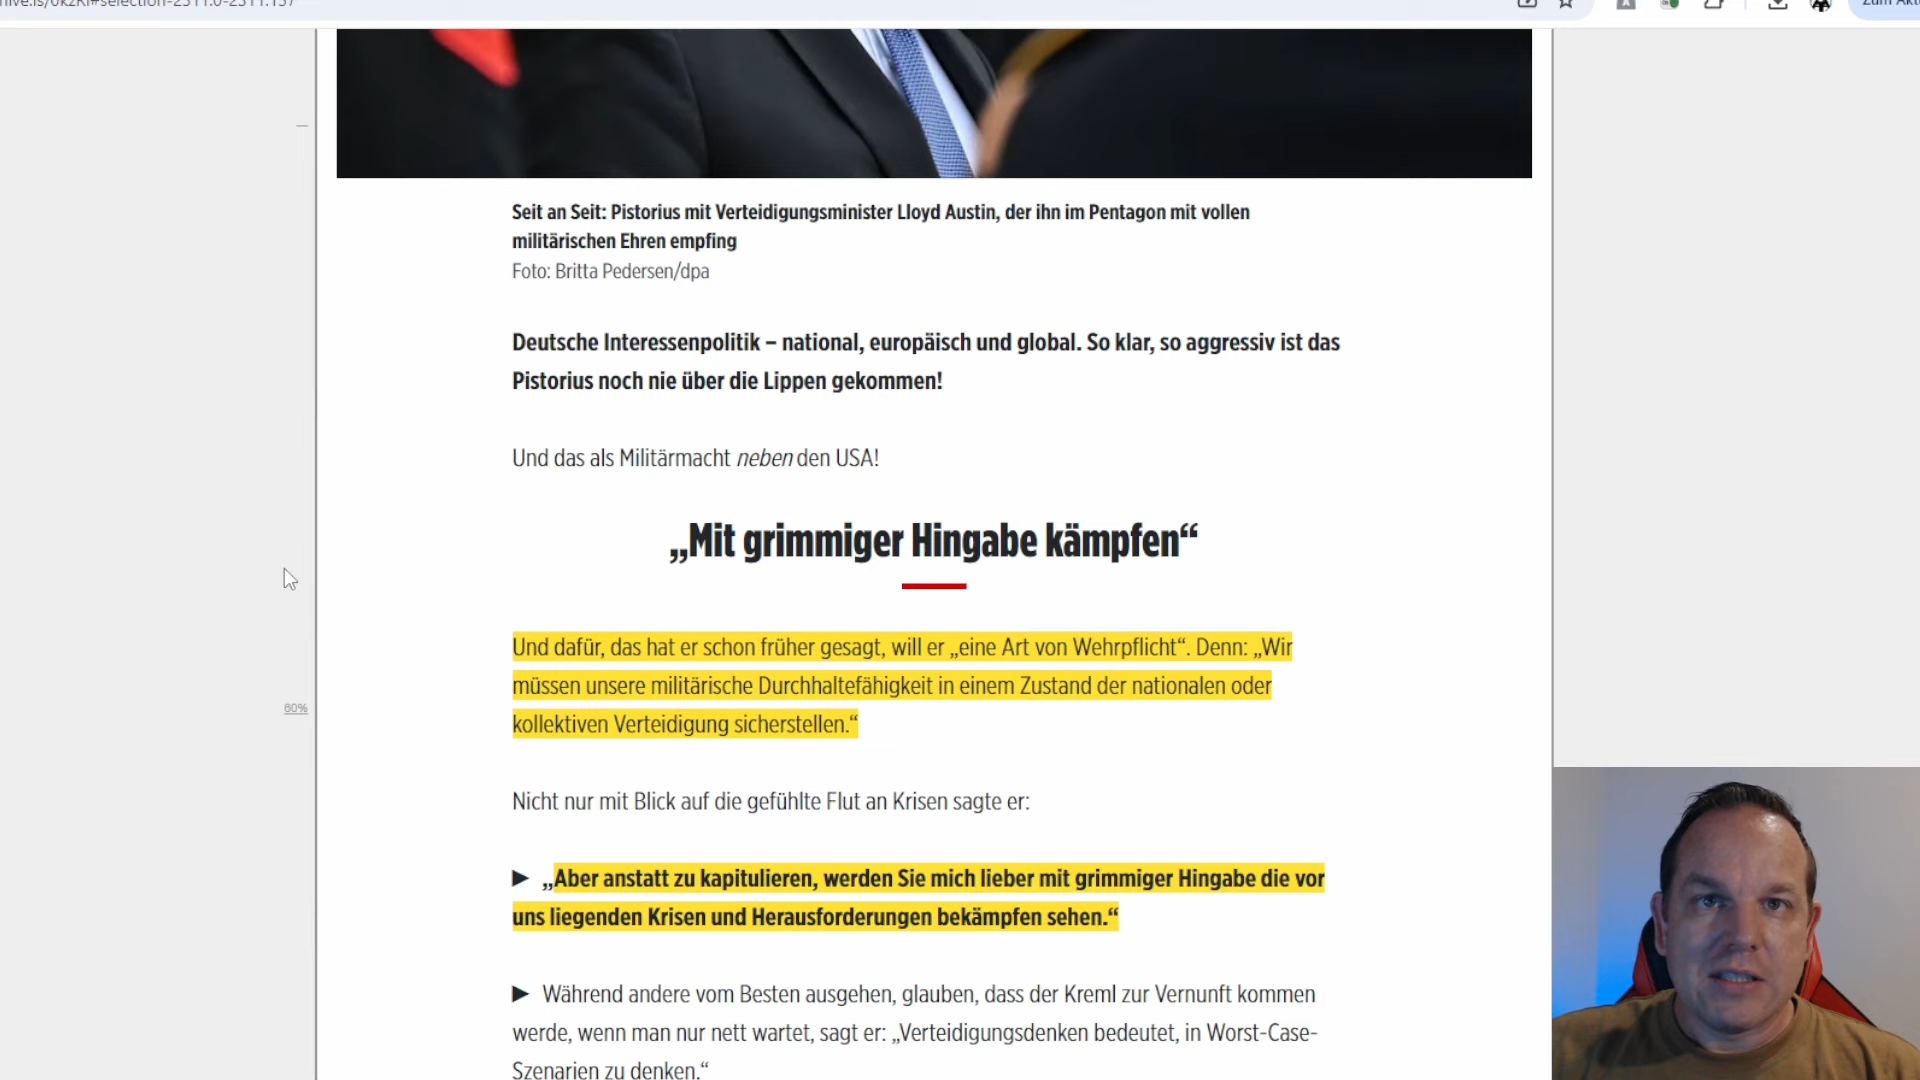 Zum Akt
Seit an Seit: Pistorius mit Verteidigungsminister Lloyd Austin, der ihn im Pentagon mit vollen
militärischen Ehren empfing
Foto: Britta Pedersen/dpa
Deutsche Interessenpolitik – national, europäisch und global. So klar, so aggressiv ist das
Pistorius noch nie über die Lippen gekommen!
Und das als Militärmacht neben den USA!
„Mit grimmiger Hingabe kämpfen“
Und dafür, das hat er schon früher gesagt, will er „eine Art von Wehrpflicht“. Denn: „Wir
müssen unsere militärische Durchhaltefähigkeit in einem Zustand der nationalen oder
60%
kollektiven Verteidigung sicherstellen.“
Nicht nur mit Blick auf die gefühlte Flut an Krisen sagte er:
► „Aber anstatt zu kapitulieren, werden Sie mich lieber mit grimmiger Hingabe die vor
uns liegenden Krisen und Herausforderungen bekämpfen sehen.“
► Während andere vom Besten ausgehen, glauben, dass der Kreml zur Vernunft kommen
werde, wenn man nur nett wartet, sagt er: „Verteidigungsdenken bedeutet, in Worst-Case-
Szenarien zu denken.“